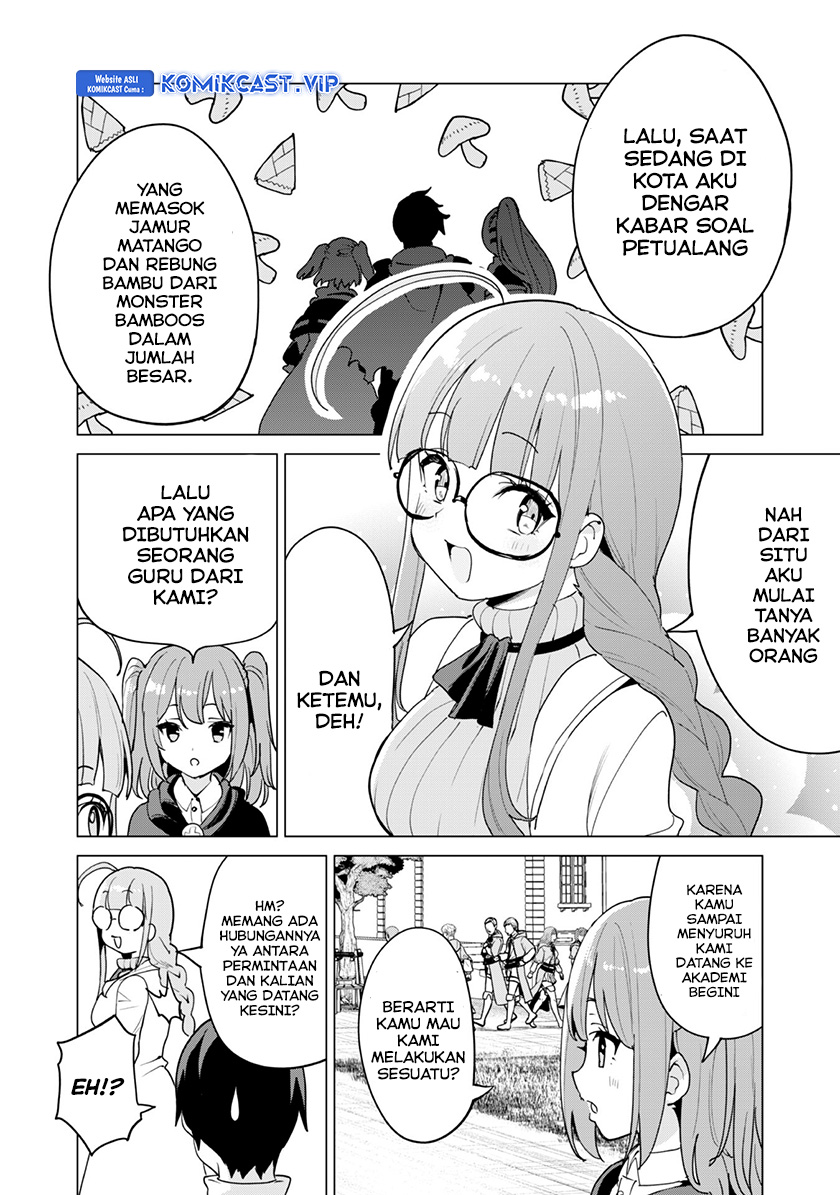 Website ASLI
KOMIKCAST Cuma :
KOMIKCAST.VIP
LALU, SAAT
SEDANG DI
KOTA AKU
DENGAR
KABAR SOAL
PETUALANG
YANG
MEMASOK
JAMUR
MATANGO
DAN REBUNG
BAMBU DARI
MONSTER
BAMBOOS
DALAM
JUMLAH
BESAR.
NAH
DARI
SITU
AKU
MULAI
TANYA
BANYAK
ORANG
DAN
KETEMU,
DEH!
LALU
APA YANG
DIBUTUHKAN
SEORANG
GURU DARI
KAMI?
KARENA
KAMU
SAMPAI
MENYURUH
KAMI
DATANG KE
AKADEMI
BEGINI
BERARTI
KAMU MAU
KAMI
MELAKUKAN
SESUATU?
HM?
MEMANG ADA
HUBUNGANNYA
YA ANTARA
PERMINTAAN
DAN KALIAN
YANG DATANG
KESINI?
EH!?